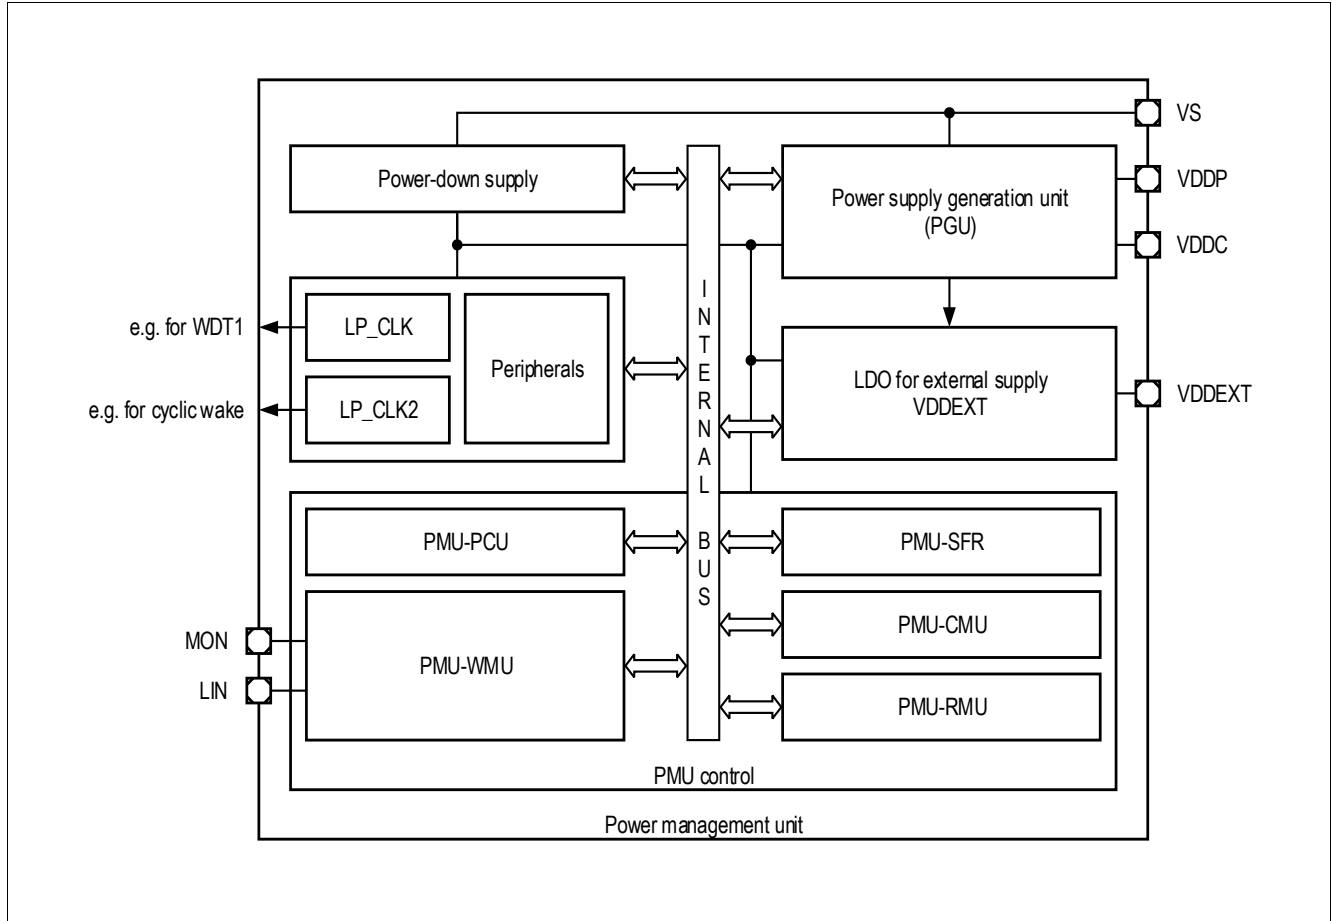 VS
Power-down supply
Power supply generation unit
(PGU)
VDDP
VDDC
INTERNAL BUS
e.g. for WDT1
LP_CLK
Peripherals
e.g. for cyclic wake
LP_CLK2
LDO for external supply
VDDEXT
VDDEXT
PMU-PCU
PMU-SFR
MON
LIN
PMU-WMU
PMU-CMU
PMU-RMU
PMU control
Power management unit